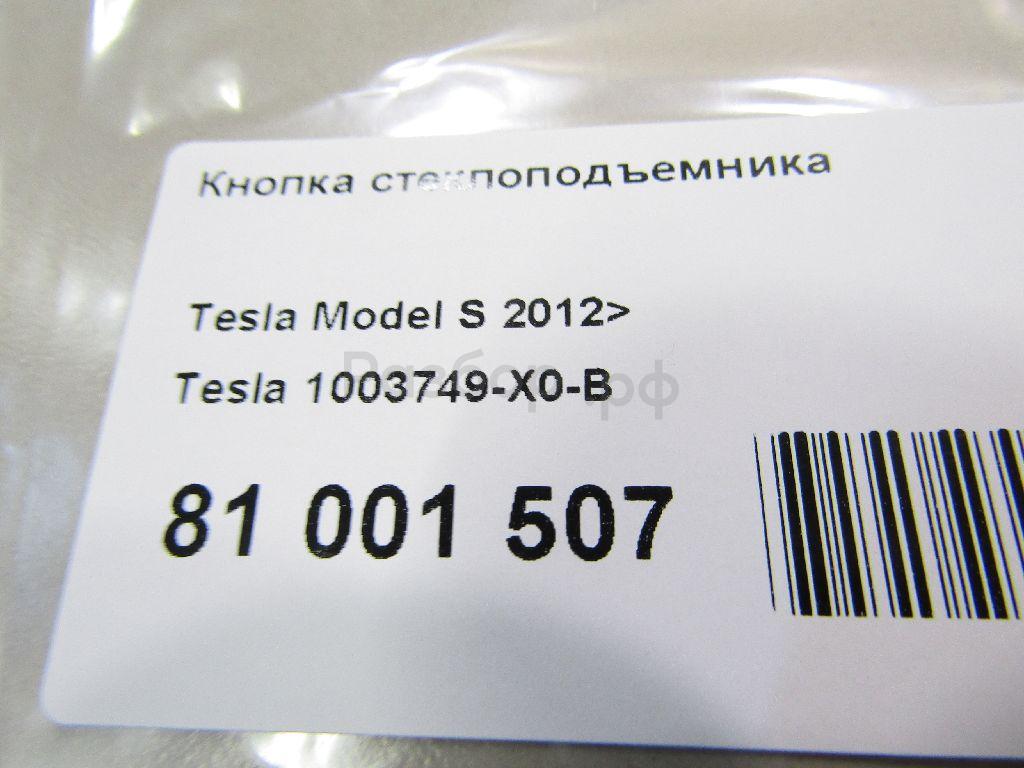 Кнопка стеклоподъемника
Tesla Model S 2012>
Tesla 1003749-X0-B
81 001 507